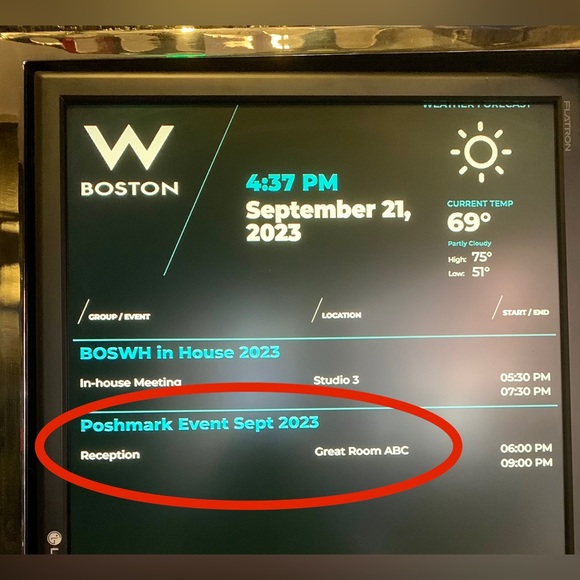 WEATHER FORECAST
W
BOSTON
4:37 PM
September 21,
2023
CURRENT TEMP
69°
Partly Cloudy
High: 75°
Low: 51°
GROUP / EVENT LOCATION START / END
BOSWH in House 2023
In-house Meeting Studio 3 05:30 PM
07:30 PM
Poshmark Event Sept 2023
Reception Great Room ABC 06:00 PM
09:00 PM
FLATRON